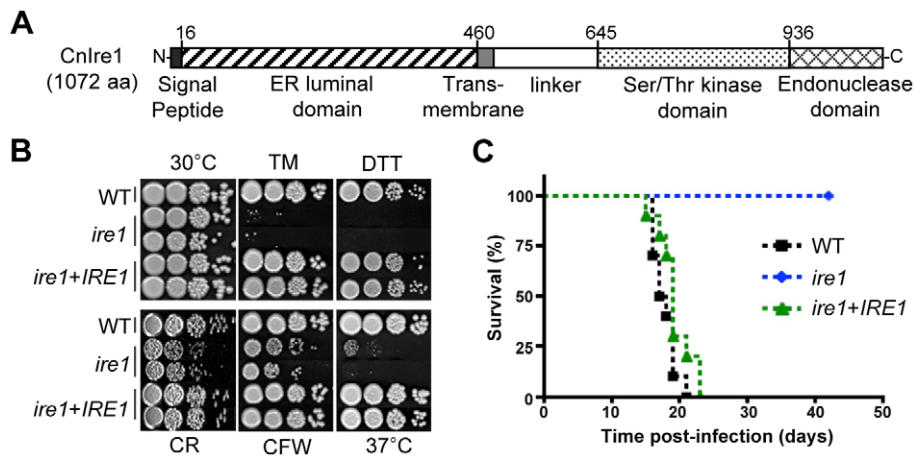 A
16 460 645 936
CnIre1 N- -C
(1072 aa)
Signal Peptide
ER luminal domain
Trans-membrane
linker
Ser/Thr kinase domain
Endonuclease domain
B
30°C TM DTT
WT
ire1
ire1+IRE1
WT
ire1
ire1+IRE1
CR CFW 37°C
C
Survival (%)
100
75
50
25
0
0 10 20 30 40 50
Time post-infection (days)
WT
ire1
ire1+IRE1